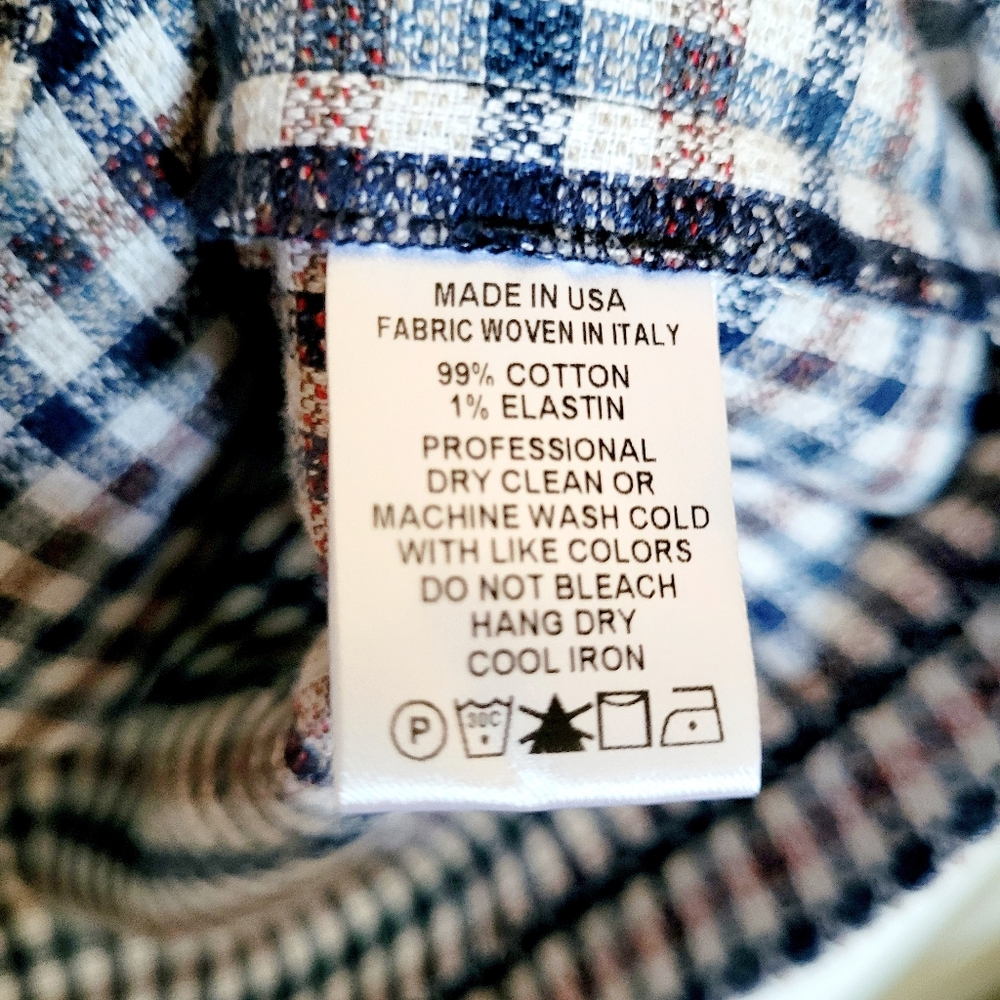 MADE IN USA
FABRIC WOVEN IN ITALY
99% COTTON
1% ELASTIN
PROFESSIONAL
DRY CLEAN OR
MACHINE WASH COLD
WITH LIKE COLORS
DO NOT BLEACH
HANG DRY
COOL IRON
P 30C